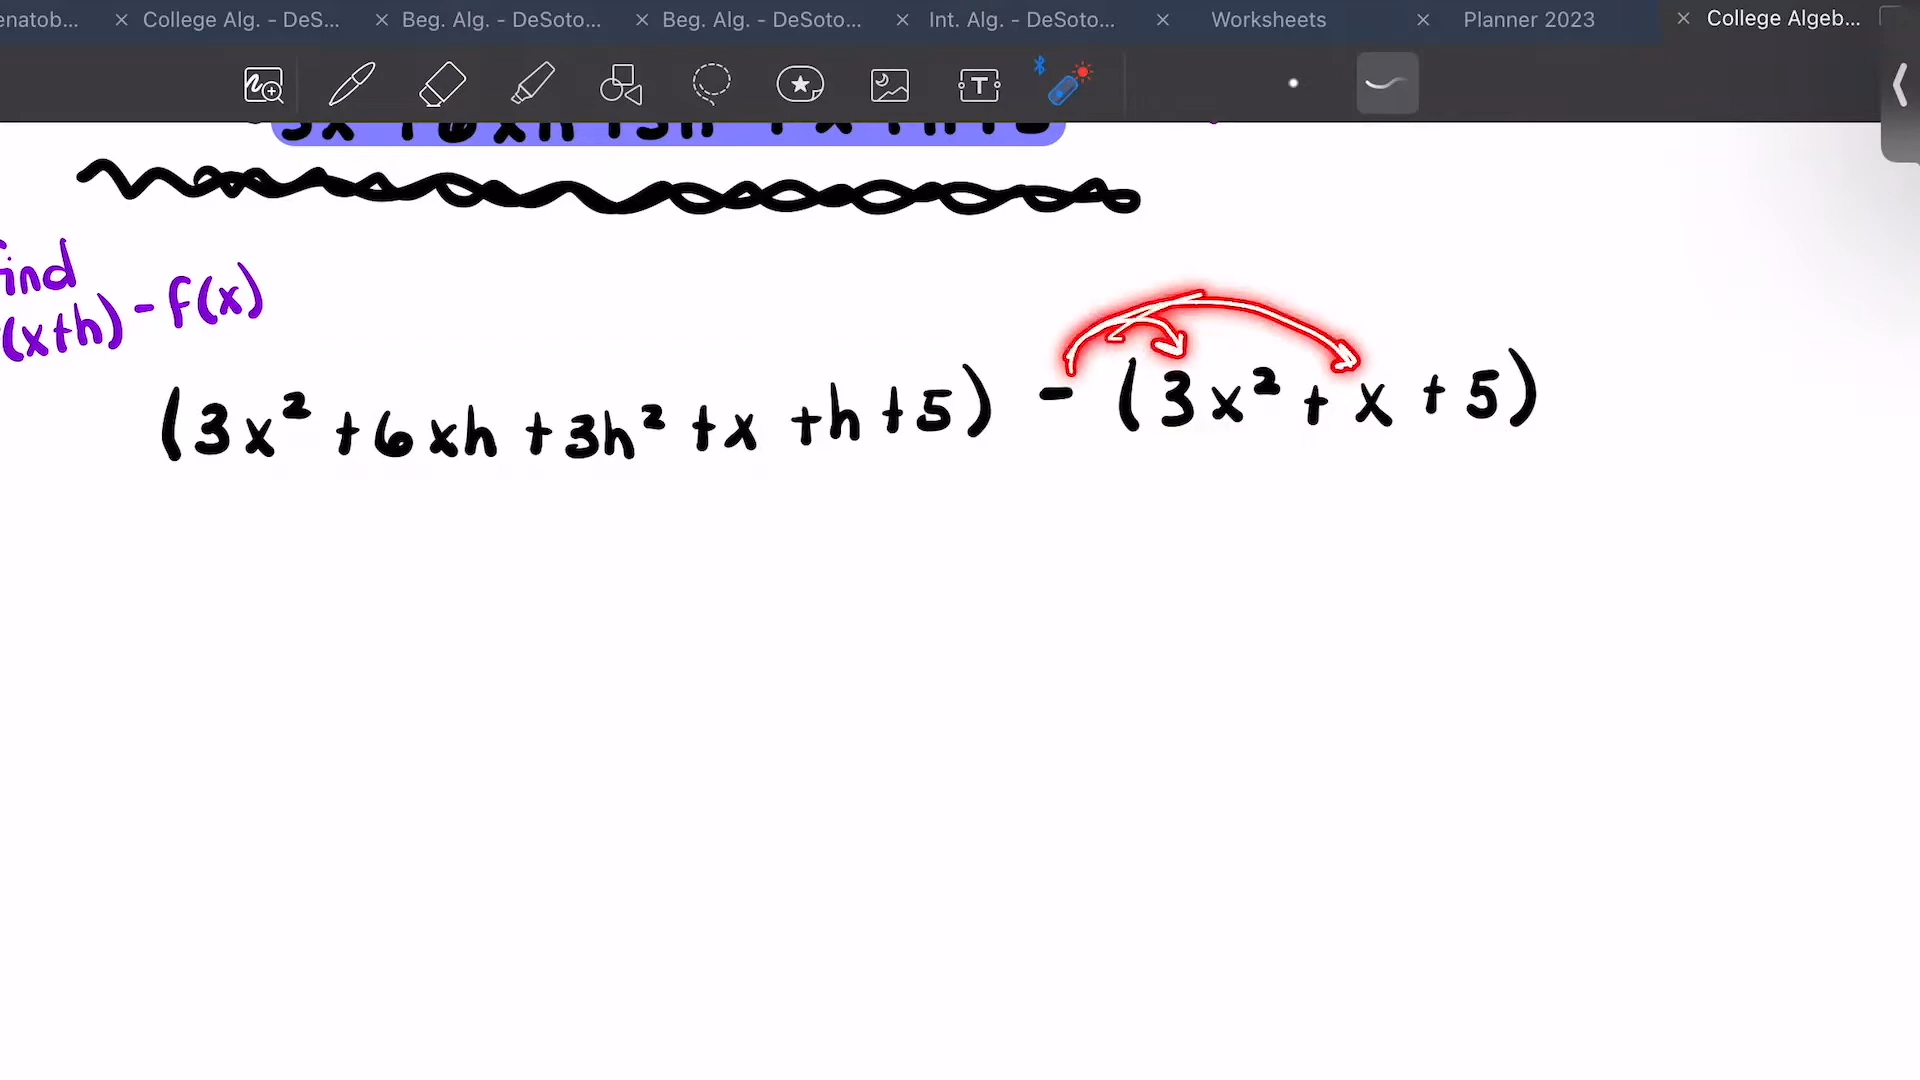 enatob... × College Alg. - DeS... × Beg. Alg. - DeSoto... × Beg. Alg. - DeSoto... × Int. Alg. - DeSoto... × Worksheets × Planner 2023 × College Algeb...
ind
(x+h) - f(x)
(3x² + 6xh + 3h² + x + h + 5) - (3x² + x + 5)